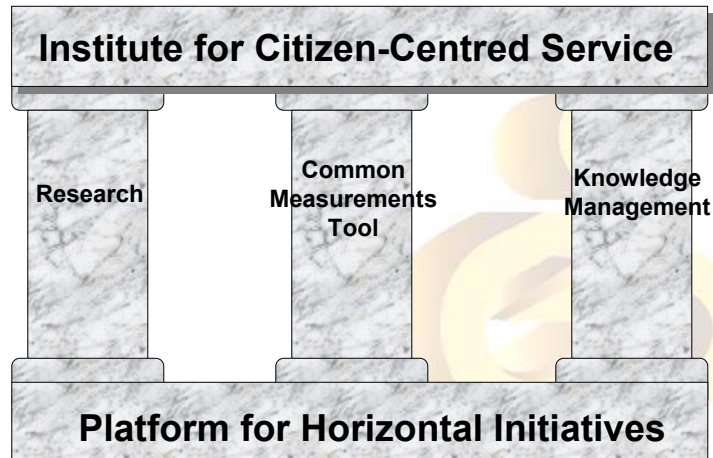 Institute for Citizen-Centred Service
Research
Common
Measurements
Tool
Knowledge
Management
Platform for Horizontal Initiatives